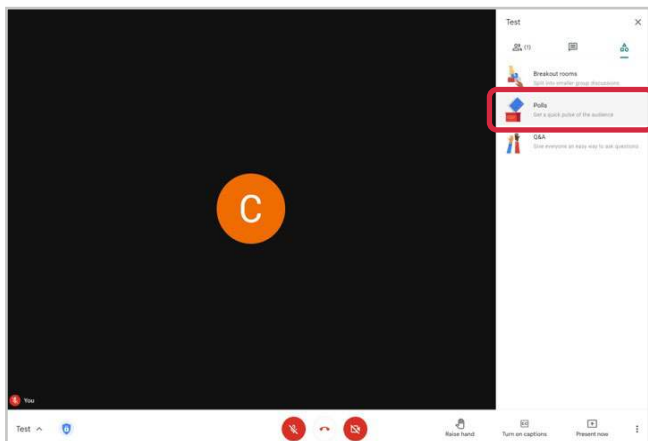 Test
(1)
Breakout rooms
Split into smaller group discussions
Polls
Get a quick pulse of the audience
Q&A
Give everyone an easy way to ask questions
C
You
Test
Raise hand
Turn on captions
Present now